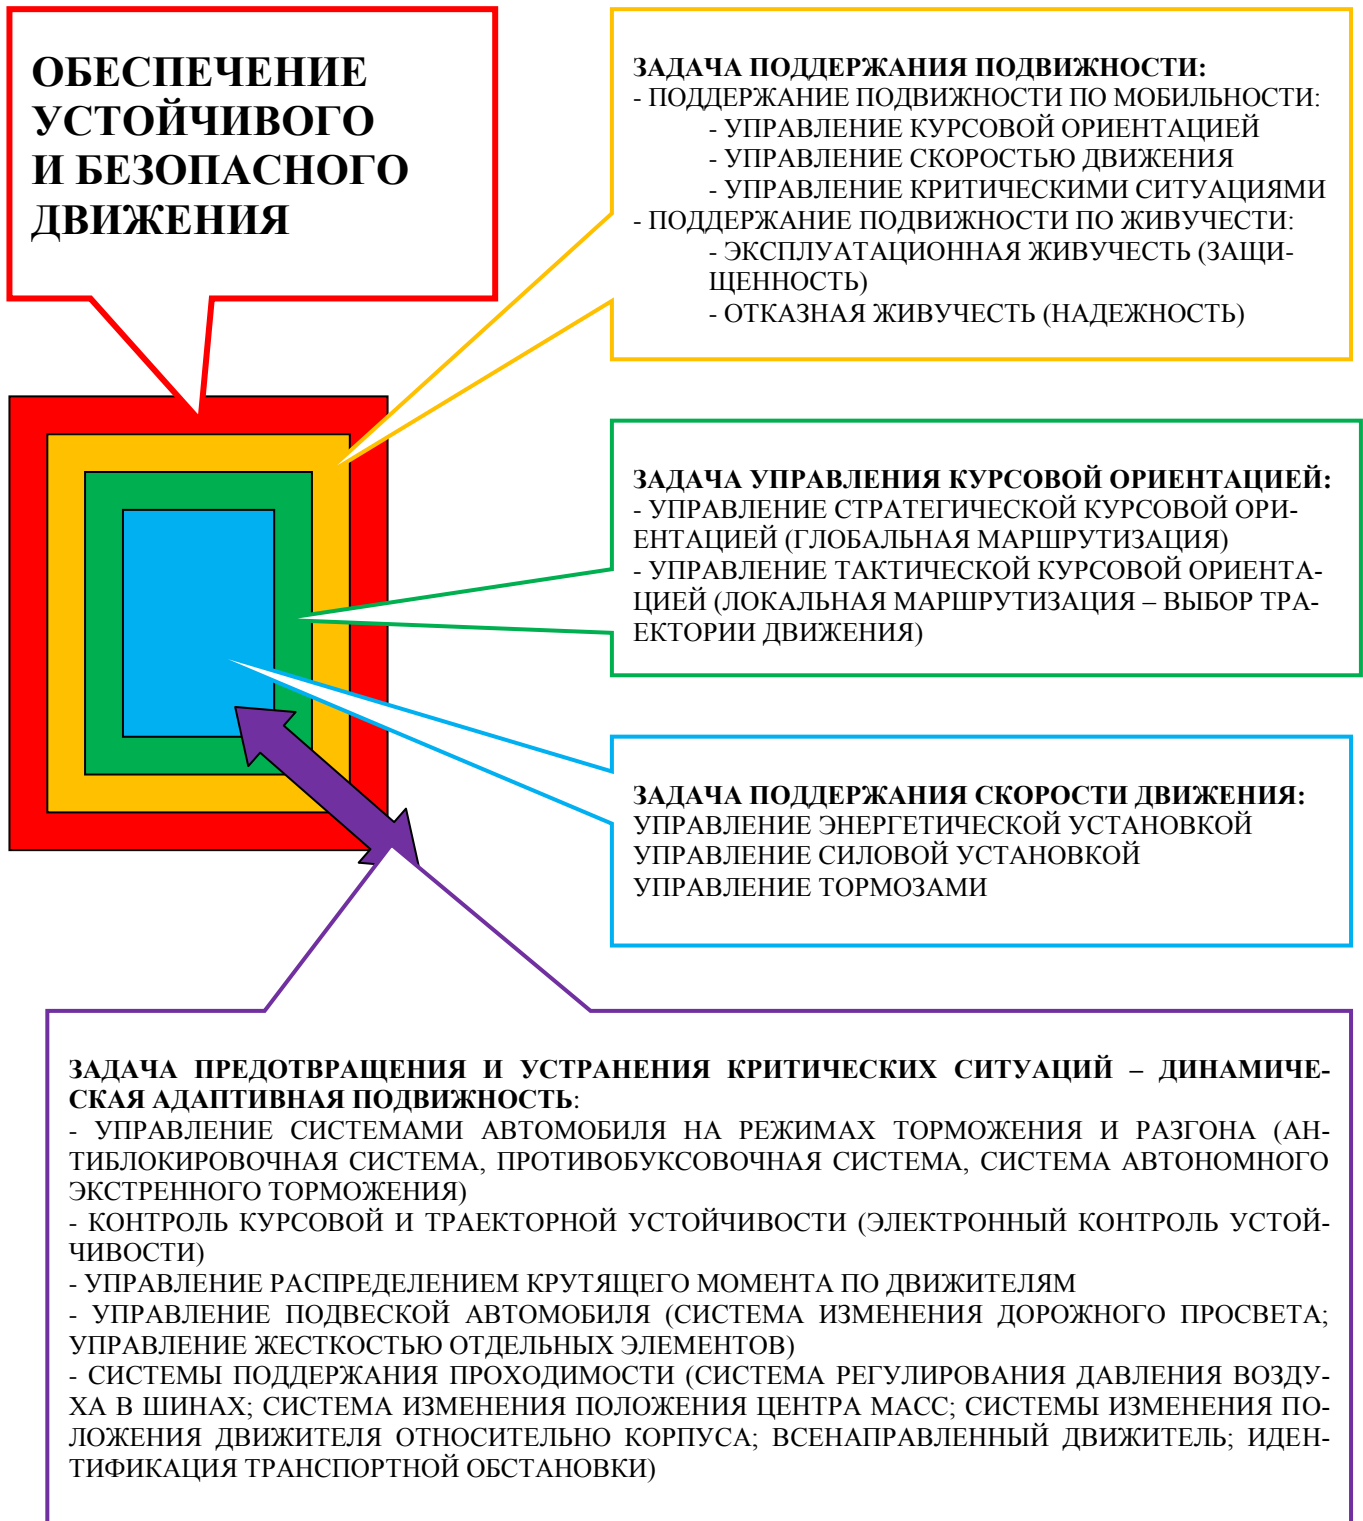 ОБЕСПЕЧЕНИЕ
УСТОЙЧИВОГО
И БЕЗОПАСНОГО
ДВИЖЕНИЯ
ЗАДАЧА ПОДДЕРЖАНИЯ ПОДВИЖНОСТИ:
- ПОДДЕРЖАНИЕ ПОДВИЖНОСТИ ПО МОБИЛЬНОСТИ:
- УПРАВЛЕНИЕ КУРСОВОЙ ОРИЕНТАЦИЕЙ
- УПРАВЛЕНИЕ СКОРОСТЬЮ ДВИЖЕНИЯ
- УПРАВЛЕНИЕ КРИТИЧЕСКИМИ СИТУАЦИЯМИ
- ПОДДЕРЖАНИЕ ПОДВИЖНОСТИ ПО ЖИВУЧЕСТИ:
- ЭКСПЛУАТАЦИОННАЯ ЖИВУЧЕСТЬ (ЗАЩИ-
ЩЕННОСТЬ)
- ОТКАЗНАЯ ЖИВУЧЕСТЬ (НАДЕЖНОСТЬ)
ЗАДАЧА УПРАВЛЕНИЯ КУРСОВОЙ ОРИЕНТАЦИЕЙ:
- УПРАВЛЕНИЕ СТРАТЕГИЧЕСКОЙ КУРСОВОЙ ОРИ-
ЕНТАЦИЕЙ (ГЛОБАЛЬНАЯ МАРШРУТИЗАЦИЯ)
- УПРАВЛЕНИЕ ТАКТИЧЕСКОЙ КУРСОВОЙ ОРИЕНТА-
ЦИЕЙ (ЛОКАЛЬНАЯ МАРШРУТИЗАЦИЯ – ВЫБОР ТРА-
ЕКТОРИИ ДВИЖЕНИЯ)
ЗАДАЧА ПОДДЕРЖАНИЯ СКОРОСТИ ДВИЖЕНИЯ:
УПРАВЛЕНИЕ ЭНЕРГЕТИЧЕСКОЙ УСТАНОВКОЙ
УПРАВЛЕНИЕ СИЛОВОЙ УСТАНОВКОЙ
УПРАВЛЕНИЕ ТОРМОЗАМИ
ЗАДАЧА ПРЕДОТВРАЩЕНИЯ И УСТРАНЕНИЯ КРИТИЧЕСКИХ СИТУАЦИЙ – ДИНАМИЧЕ-
СКАЯ АДАПТИВНАЯ ПОДВИЖНОСТЬ:
- УПРАВЛЕНИЕ СИСТЕМАМИ АВТОМОБИЛЯ НА РЕЖИМАХ ТОРМОЖЕНИЯ И РАЗГОНА (АН-
ТИБЛОКИРОВОЧНАЯ СИСТЕМА, ПРОТИВОБУКСОВОЧНАЯ СИСТЕМА, СИСТЕМА АВТОНОМНОГО
ЭКСТРЕННОГО ТОРМОЖЕНИЯ)
- КОНТРОЛЬ КУРСОВОЙ И ТРАЕКТОРНОЙ УСТОЙЧИВОСТИ (ЭЛЕКТРОННЫЙ КОНТРОЛЬ УСТОЙ-
ЧИВОСТИ)
- УПРАВЛЕНИЕ РАСПРЕДЕЛЕНИЕМ КРУТЯЩЕГО МОМЕНТА ПО ДВИЖИТЕЛЯМ
- УПРАВЛЕНИЕ ПОДВЕСКОЙ АВТОМОБИЛЯ (СИСТЕМА ИЗМЕНЕНИЯ ДОРОЖНОГО ПРОСВЕТА;
УПРАВЛЕНИЕ ЖЕСТКОСТЬЮ ОТДЕЛЬНЫХ ЭЛЕМЕНТОВ)
- СИСТЕМЫ ПОДДЕРЖАНИЯ ПРОХОДИМОСТИ (СИСТЕМА РЕГУЛИРОВАНИЯ ДАВЛЕНИЯ ВОЗДУ-
ХА В ШИНАХ; СИСТЕМА ИЗМЕНЕНИЯ ПОЛОЖЕНИЯ ЦЕНТРА МАСС; СИСТЕМЫ ИЗМЕНЕНИЯ ПО-
ЛОЖЕНИЯ ДВИЖИТЕЛЯ ОТНОСИТЕЛЬНО КОРПУСА; ВСЕНАПРАВЛЕННЫЙ ДВИЖИТЕЛЬ; ИДЕН-
ТИФИКАЦИЯ ТРАНСПОРТНОЙ ОБСТАНОВКИ)